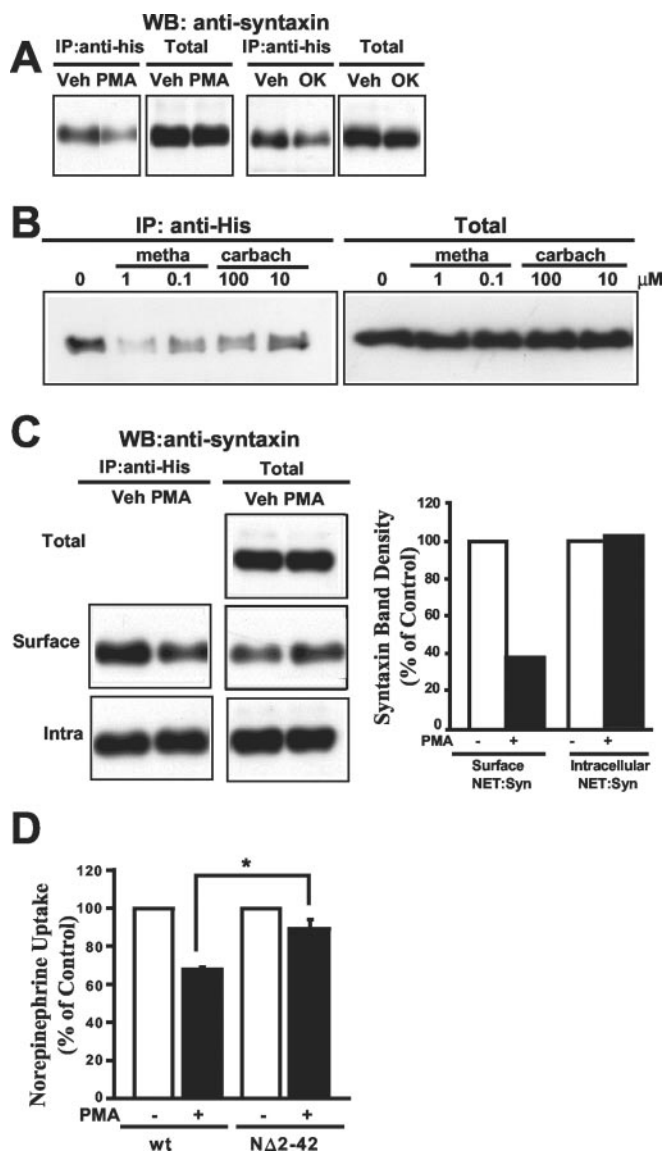 WB: anti-syntaxin
A
IP:anti-his Total IP:anti-his Total
Veh PMA Veh PMA Veh OK Veh OK
B
IP: anti-His Total
metha carbach metha carbach
0 1 0.1 100 10 0 1 0.1 100 10 μM
C
WB:anti-syntaxin
IP:anti-His Total
Veh PMA Veh PMA
Total
Surface
Intra
Syntaxin Band Density
(% of Control)
120
100
80
60
40
20
0
PMA - + - +
Surface Intracellular
NET:Syn NET:Syn
D
Norepinephrine Uptake
(% of Control)
120
100
80
60
40
20
0
*
PMA - + - +
wt NΔ2-42